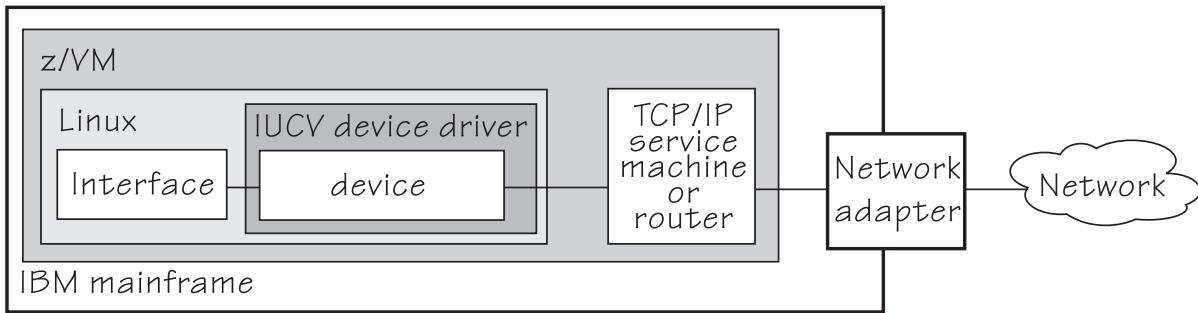 z/VM
Linux
IUCV device driver
Interface
device
TCP/IP
service
machine
or
router
Network
adapter
Network
IBM mainframe